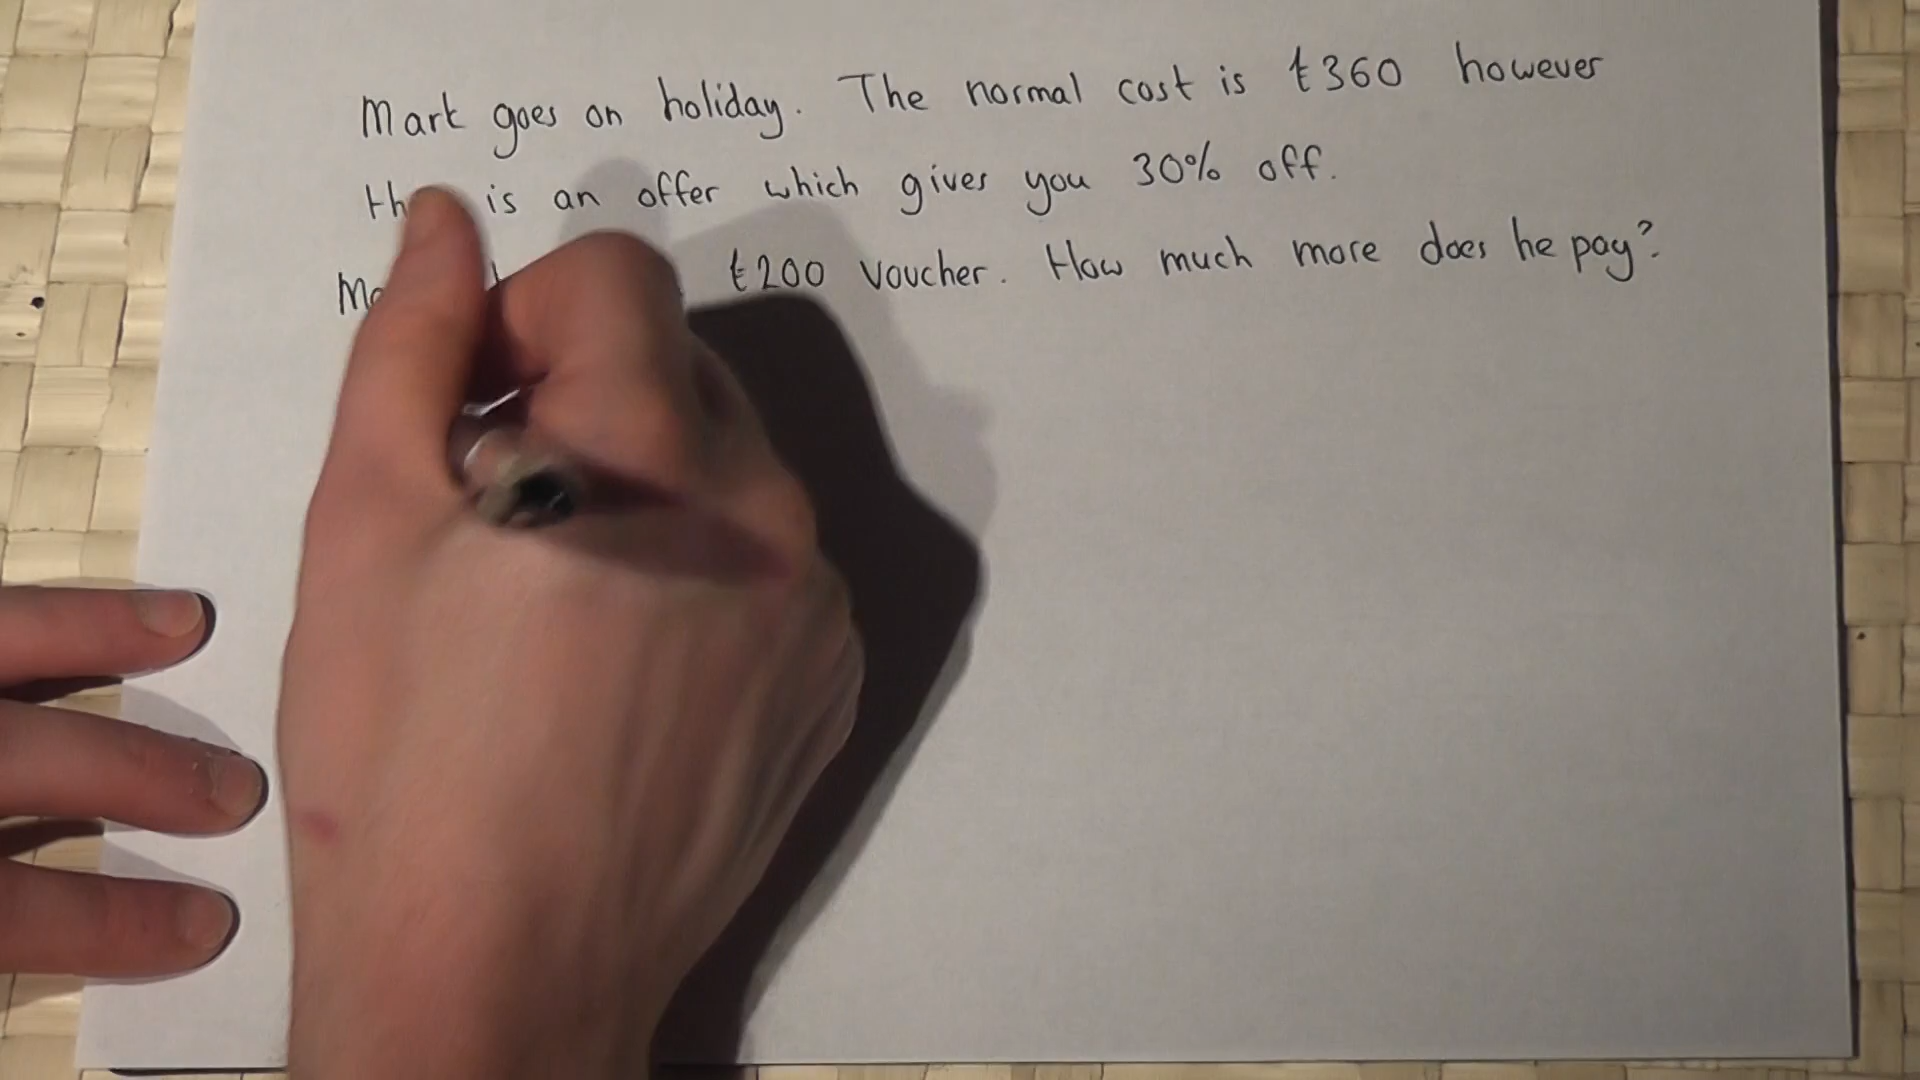 Mark goes on holiday. The normal cost is £360 however
is an offer which gives you 30% off.
£200 voucher. How much more does he pay?